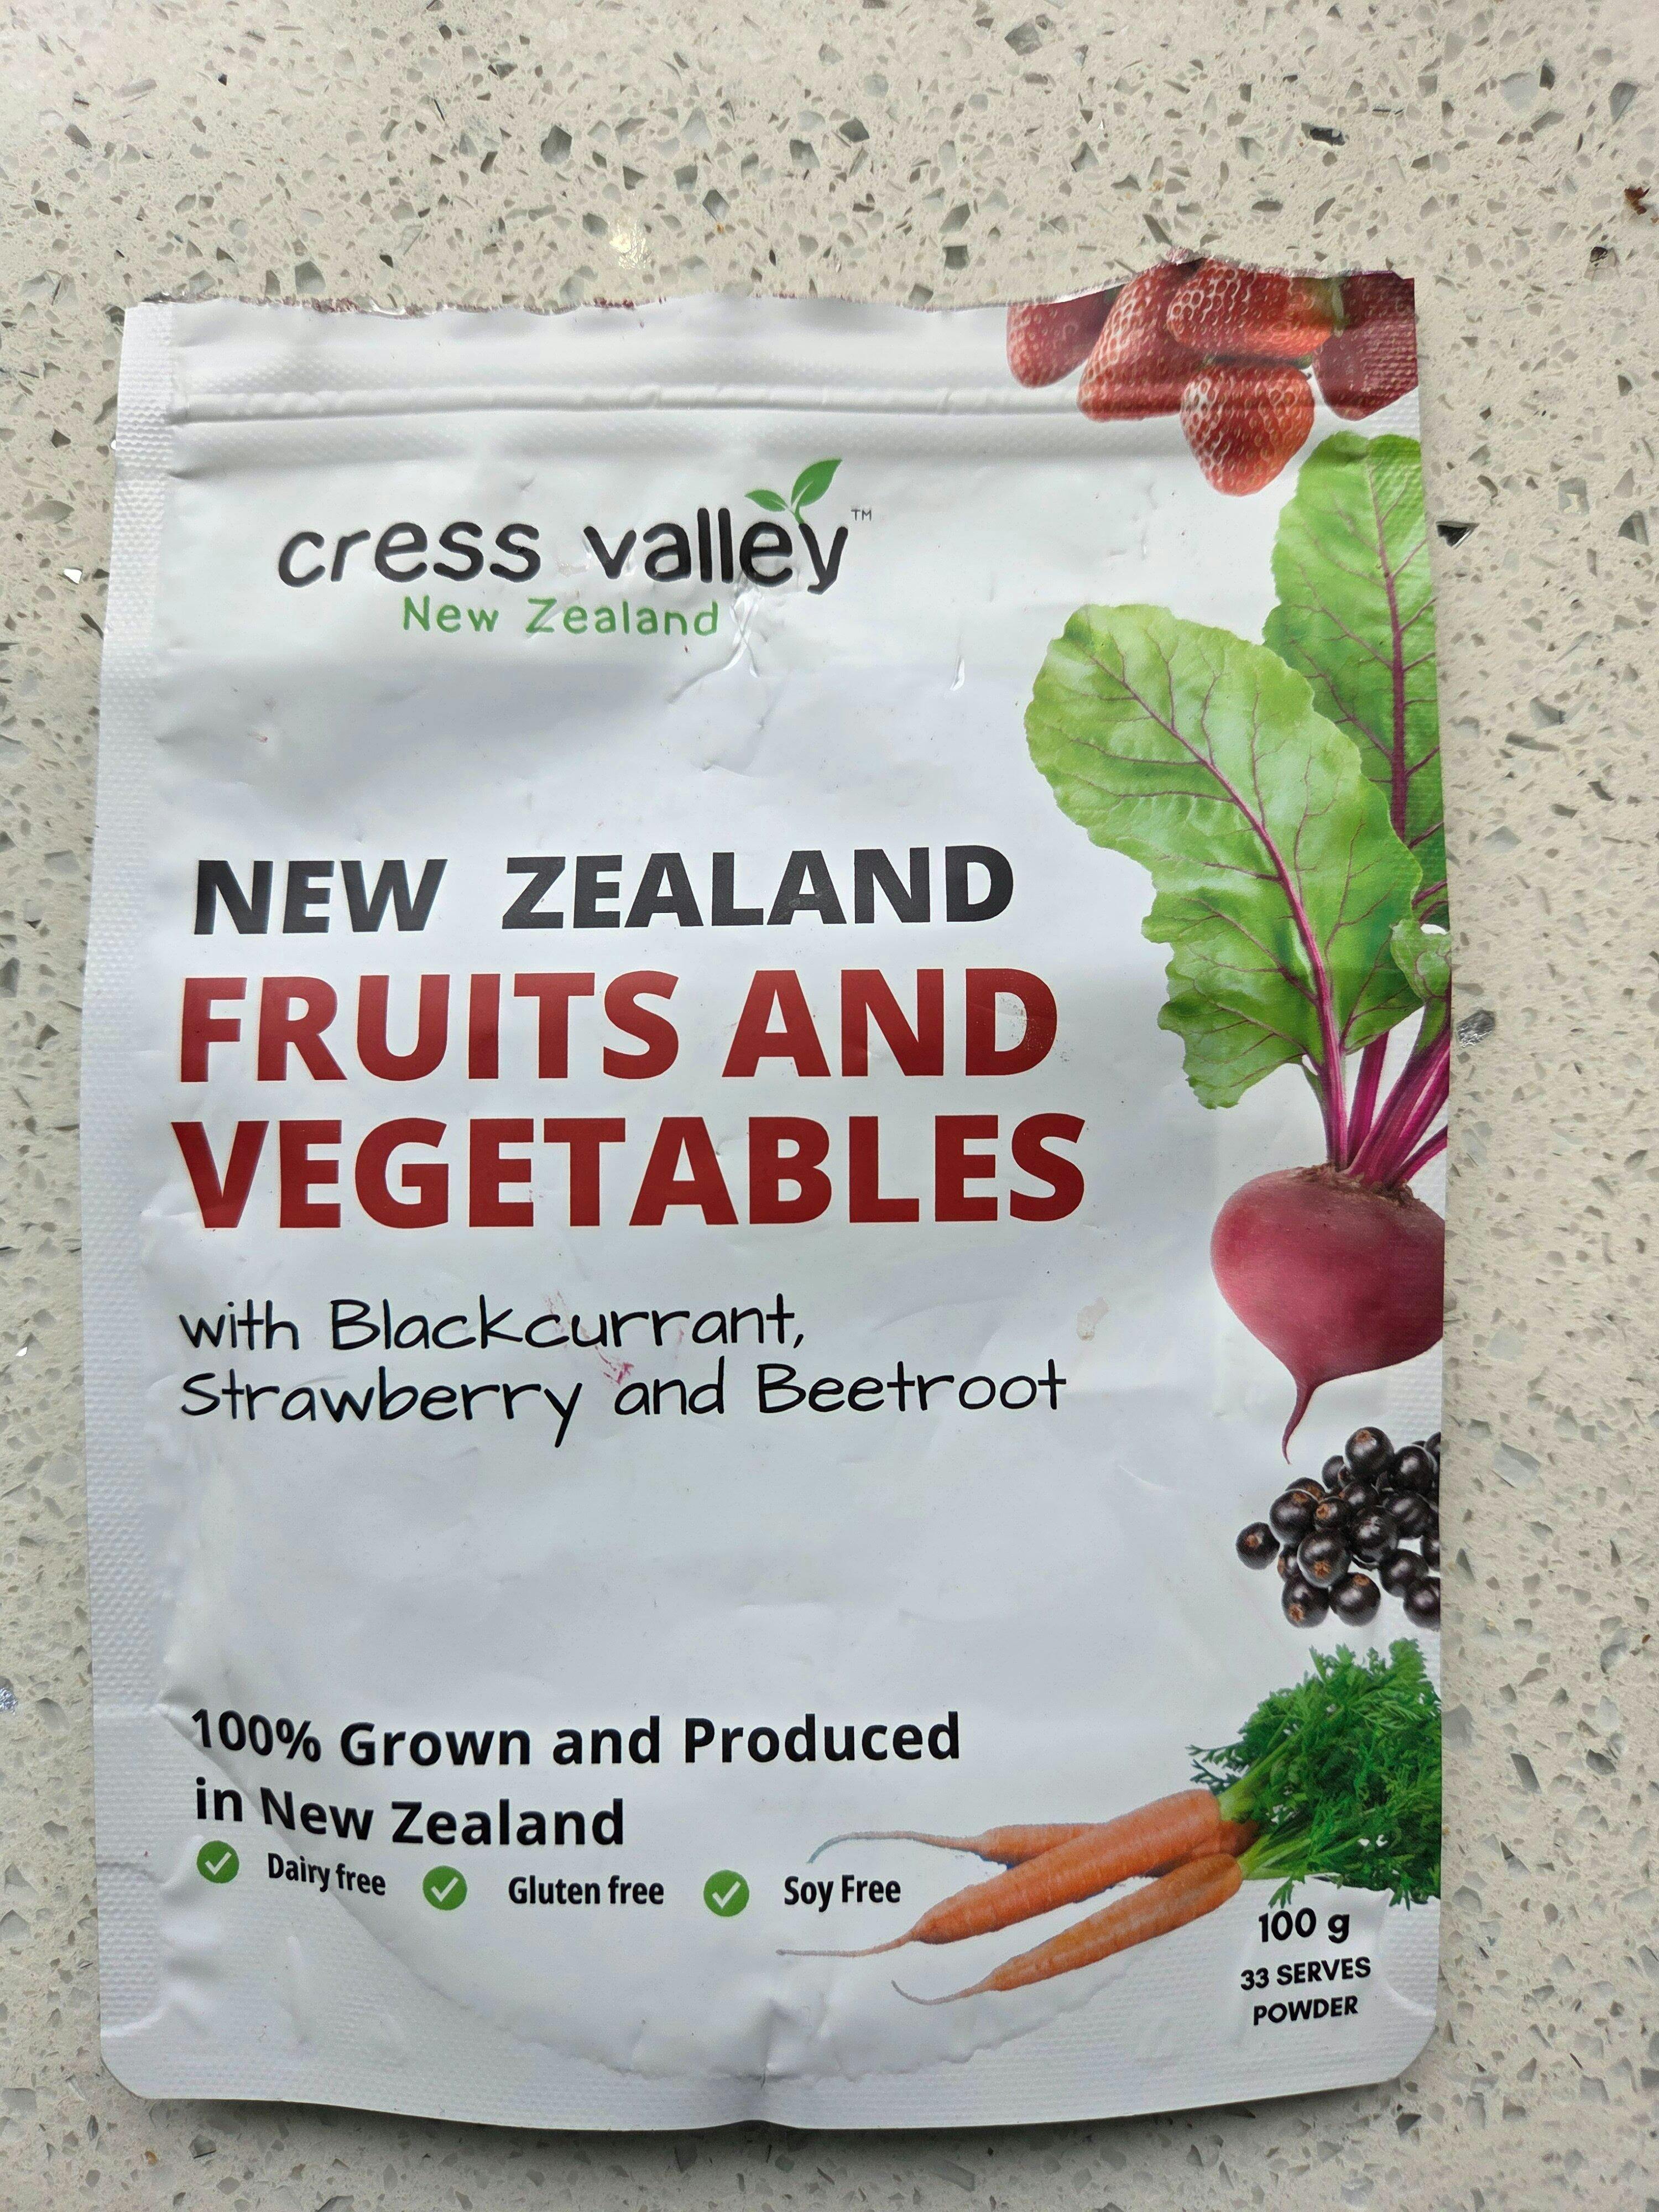 cress valley™
New Zealand
NEW ZEALAND
FRUITS AND
VEGETABLES
with Blackcurrant,
Strawberry and Beetroot
100% Grown and Produced
in New Zealand
Dairy free Gluten free Soy Free
100 g
33 SERVES
POWDER